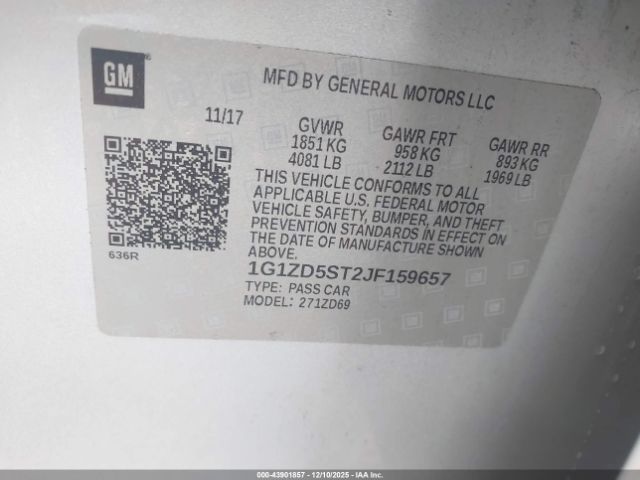 GM
MFD BY GENERAL MOTORS LLC
11/17
GVWR GAWR FRT GAWR RR
1851 KG 958 KG 893 KG
4081 LB 2112 LB 1969 LB
THIS VEHICLE CONFORMS TO ALL
APPLICABLE U.S. FEDERAL MOTOR
VEHICLE SAFETY, BUMPER, AND THEFT
PREVENTION STANDARDS IN EFFECT ON
THE DATE OF MANUFACTURE SHOWN
ABOVE.
636R
1G1ZD5ST2JF159657
TYPE: PASS CAR
MODEL: 271ZD69
00-43901857 - 12/10/2025 - IAA Inc.